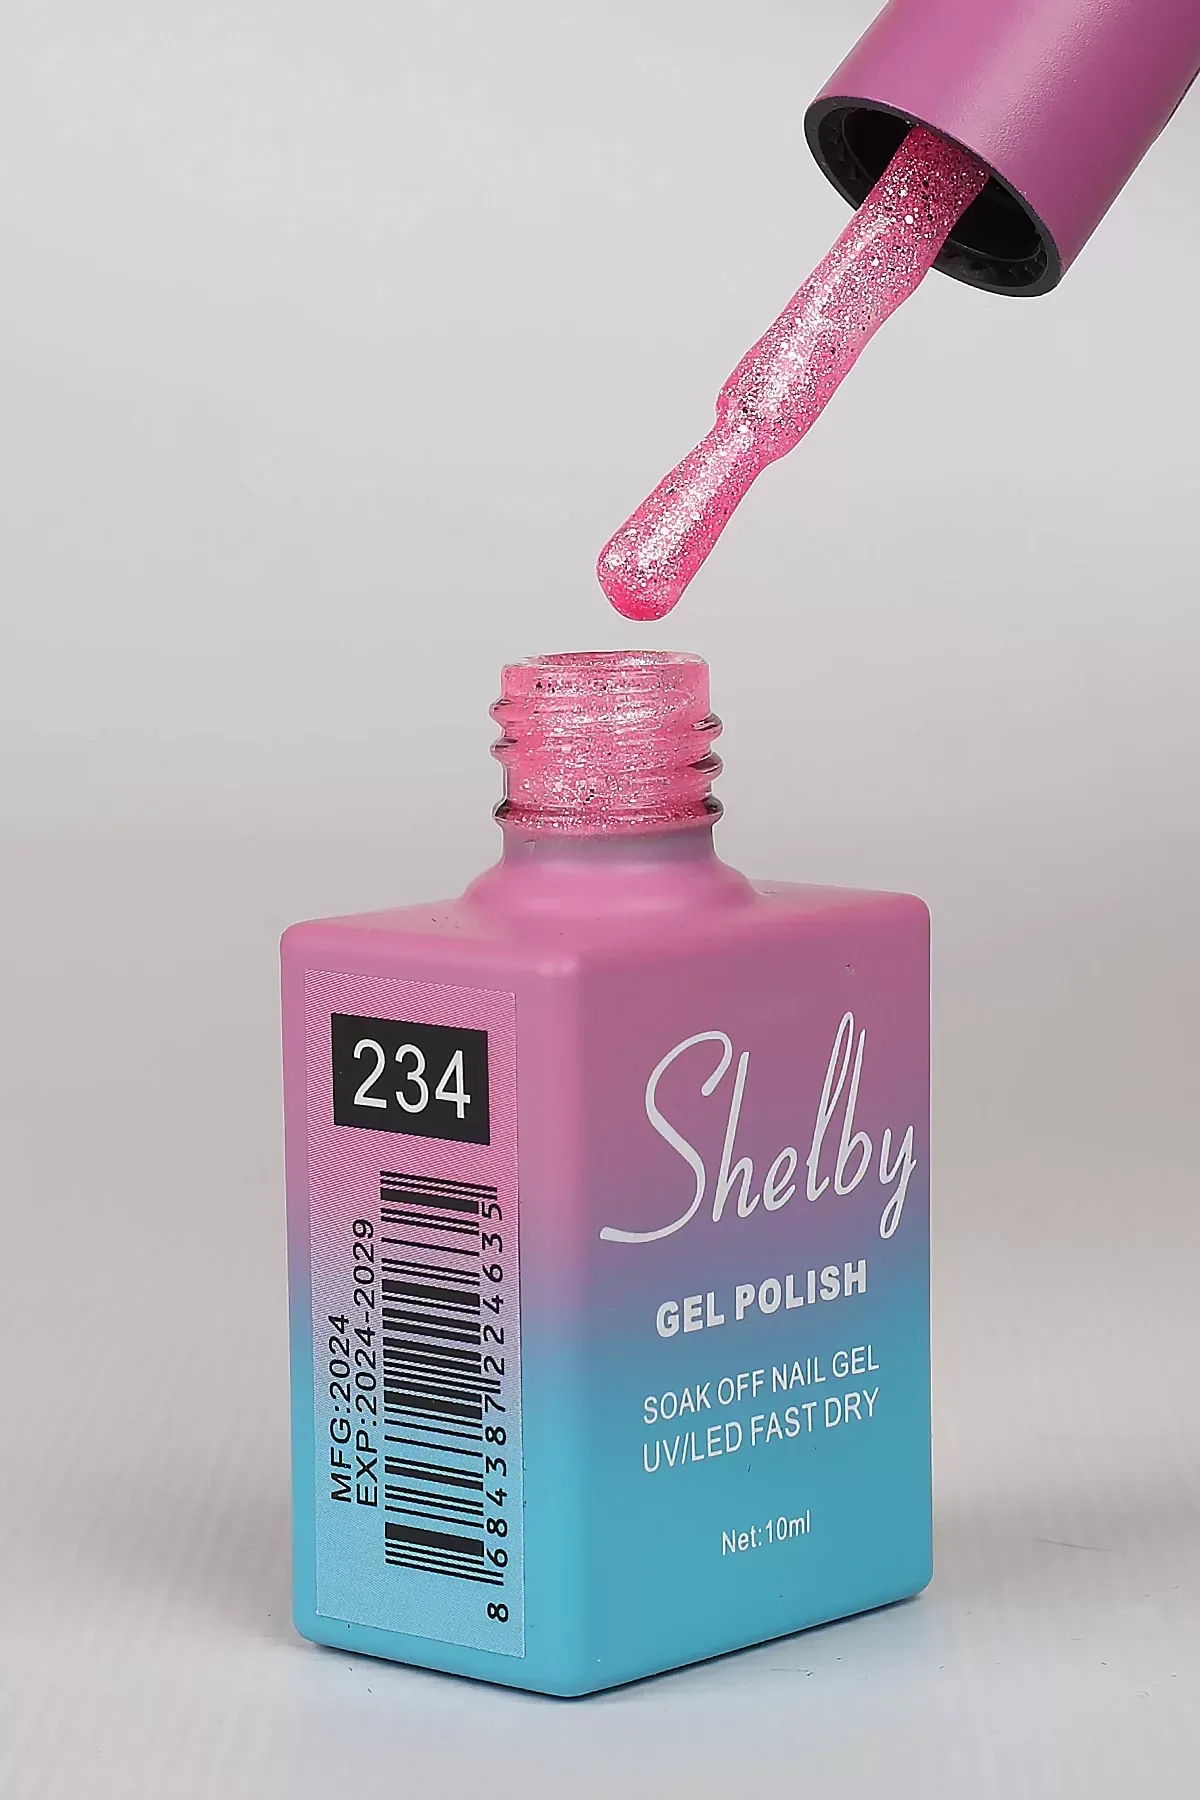 234
MFG:2024
EXP:2024-2029
8 684387 224635
Shelby
GEL POLISH
SOAK OFF NAIL GEL
UV/LED FAST DRY
Net:10ml